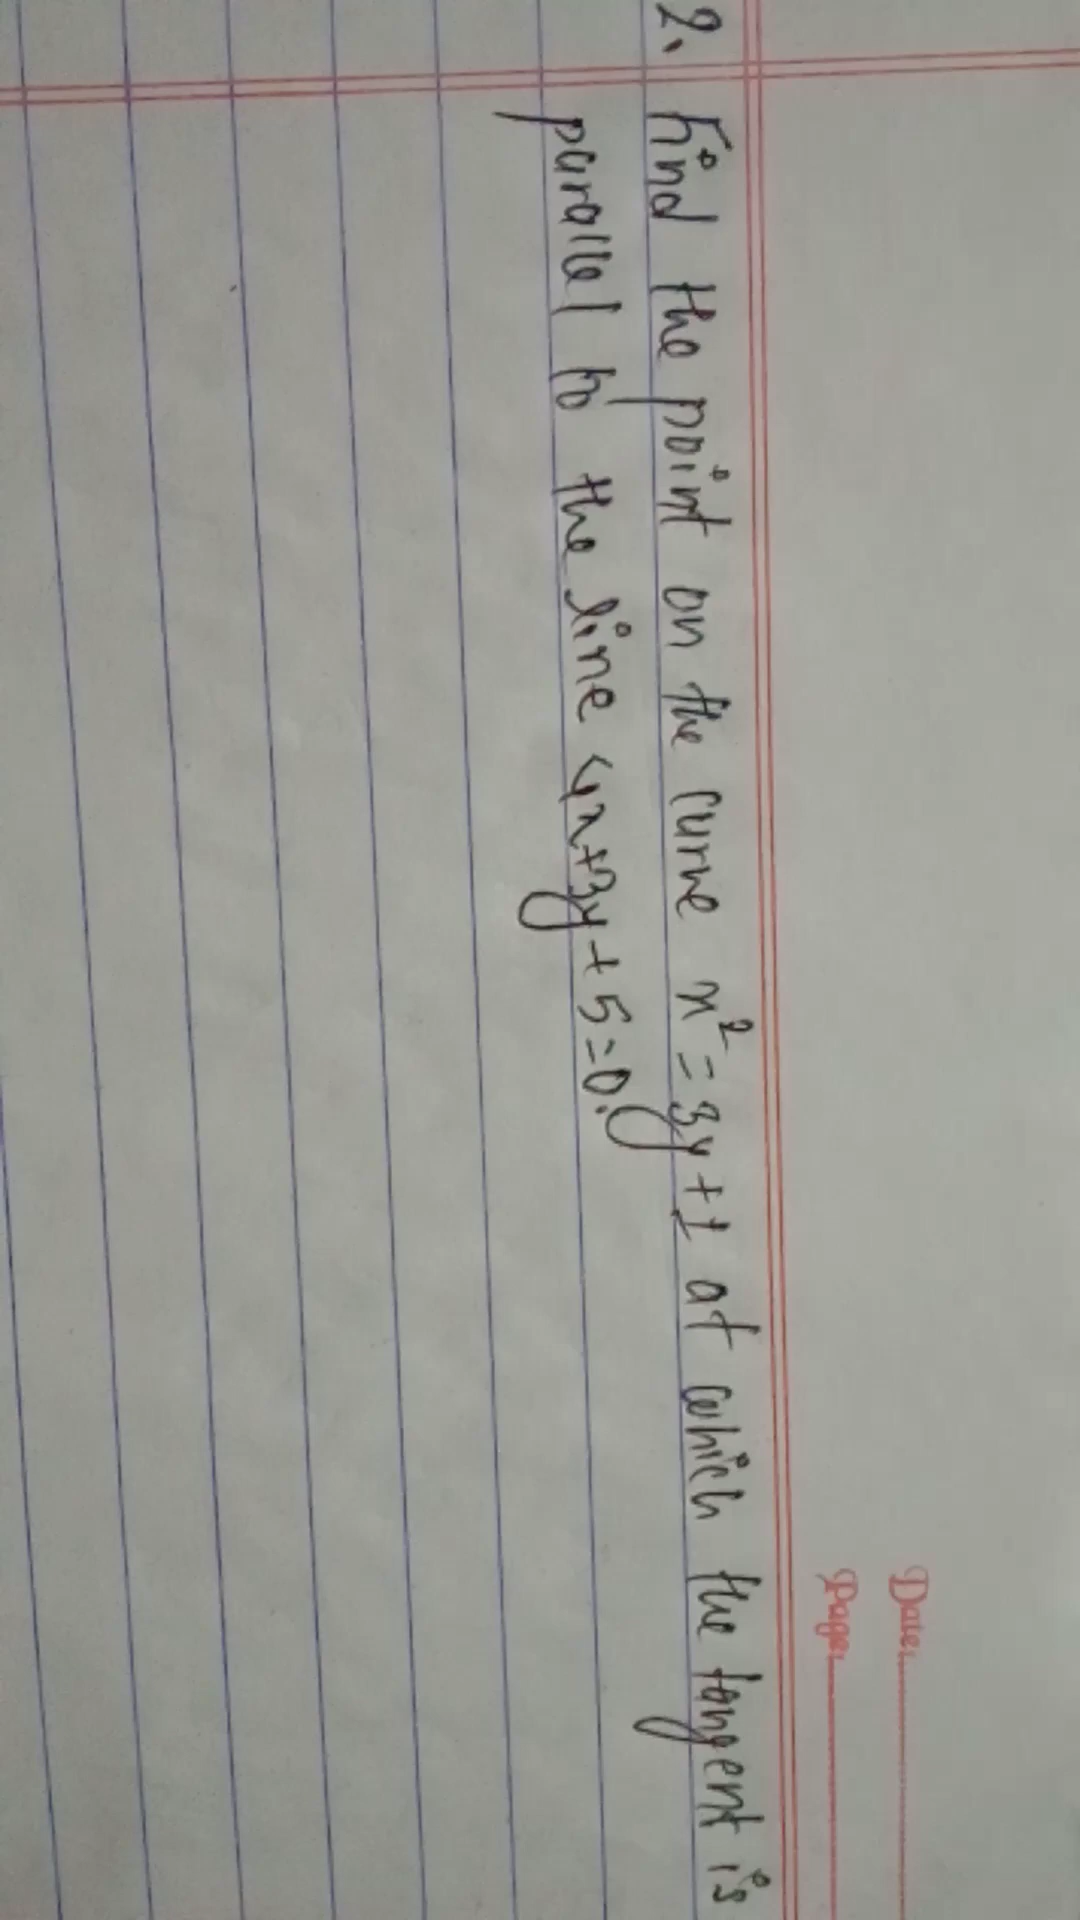 Date:
Page:
2. Find the point on the curve x² = 3y + 1 at which the tangent is
parallel to the line 4x+3y+5=0.